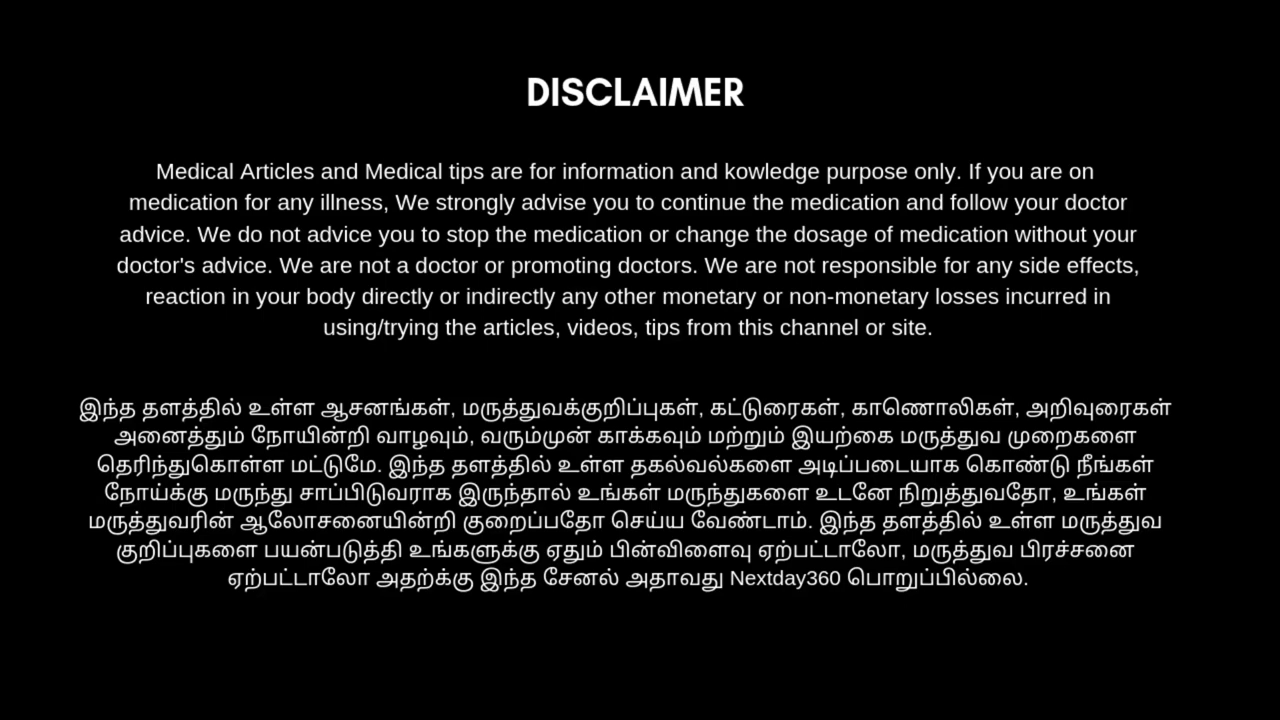 DISCLAIMER
Medical Articles and Medical tips are for information and kowledge purpose only. If you are on
medication for any illness, We strongly advise you to continue the medication and follow your doctor
advice. We do not advice you to stop the medication or change the dosage of medication without your
doctor's advice. We are not a doctor or promoting doctors. We are not responsible for any side effects,
reaction in your body directly or indirectly any other monetary or non-monetary losses incurred in
using/trying the articles, videos, tips from this channel or site.
இந்த தளத்தில் உள்ள ஆசனங்கள், மருத்துவக்குறிப்புகள், கட்டுரைகள், காணொலிகள், அறிவுரைகள்
அனைத்தும் நோயின்றி வாழவும், வரும்முன் காக்கவும் மற்றும் இயற்கை மருத்துவ முறைகளை
தெரிந்துகொள்ள மட்டுமே. இந்த தளத்தில் உள்ள தகல்வல்களை அடிப்படையாக கொண்டு நீங்கள்
நோய்க்கு மருந்து சாப்பிடுவராக இருந்தால் உங்கள் மருந்துகளை உடனே நிறுத்துவதோ, உங்கள்
மருத்துவரின் ஆலோசனையின்றி குறைப்பதோ செய்ய வேண்டாம். இந்த தளத்தில் உள்ள மருத்துவ
குறிப்புகளை பயன்படுத்தி உங்களுக்கு ஏதும் பின்விளைவு ஏற்பட்டாலோ, மருத்துவ பிரச்சனை
ஏற்பட்டாலோ அதற்க்கு இந்த சேனல் அதாவது Nextday360 பொறுப்பில்லை.